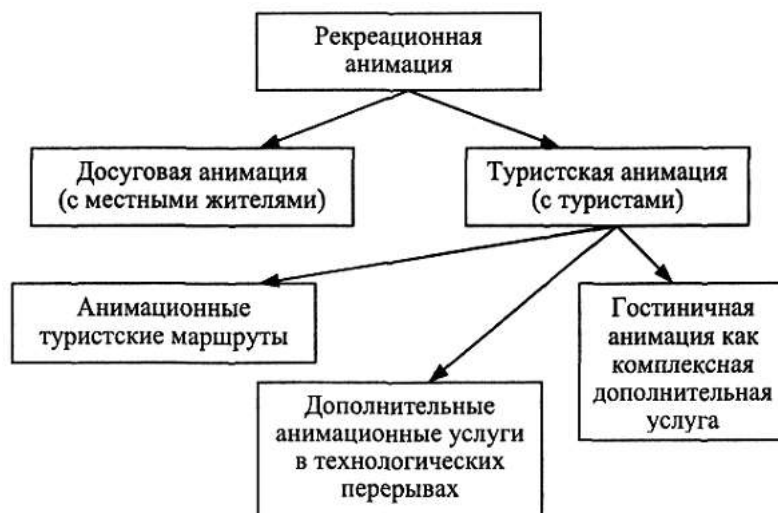 Рекреационная
анимация
Досуговая анимация
(с местными жителями)
Туристская анимация
(с туристами)
Анимационные
туристские маршруты
Дополнительные
анимационные услуги
в технологических
перерывах
Гостиничная
анимация как
комплексная
дополнительная
услуга